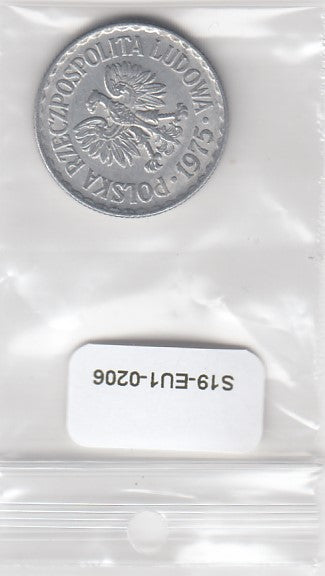 POLSKA RZECZPOSPOLITA LUDOWA · 1975 ·
S19-EU1-0206